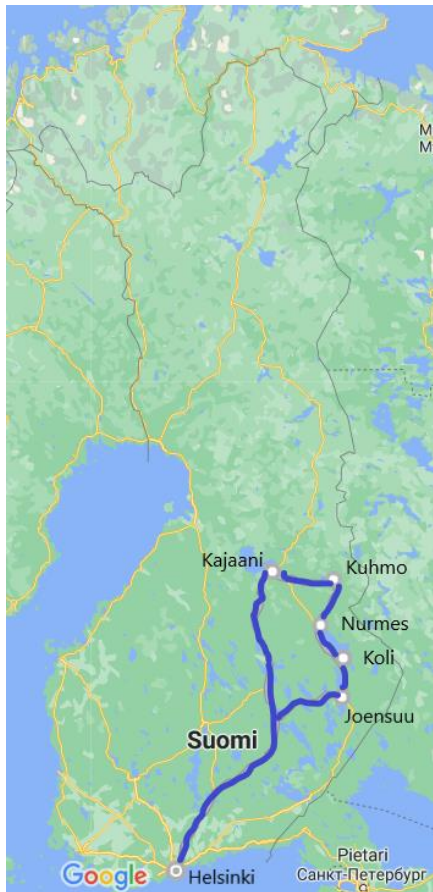 M
M
Kajaani
Kuhmo
Nurmes
Koli
Joensuu
Suomi
Google
Helsinki
Pietari
Санкт-Петербург